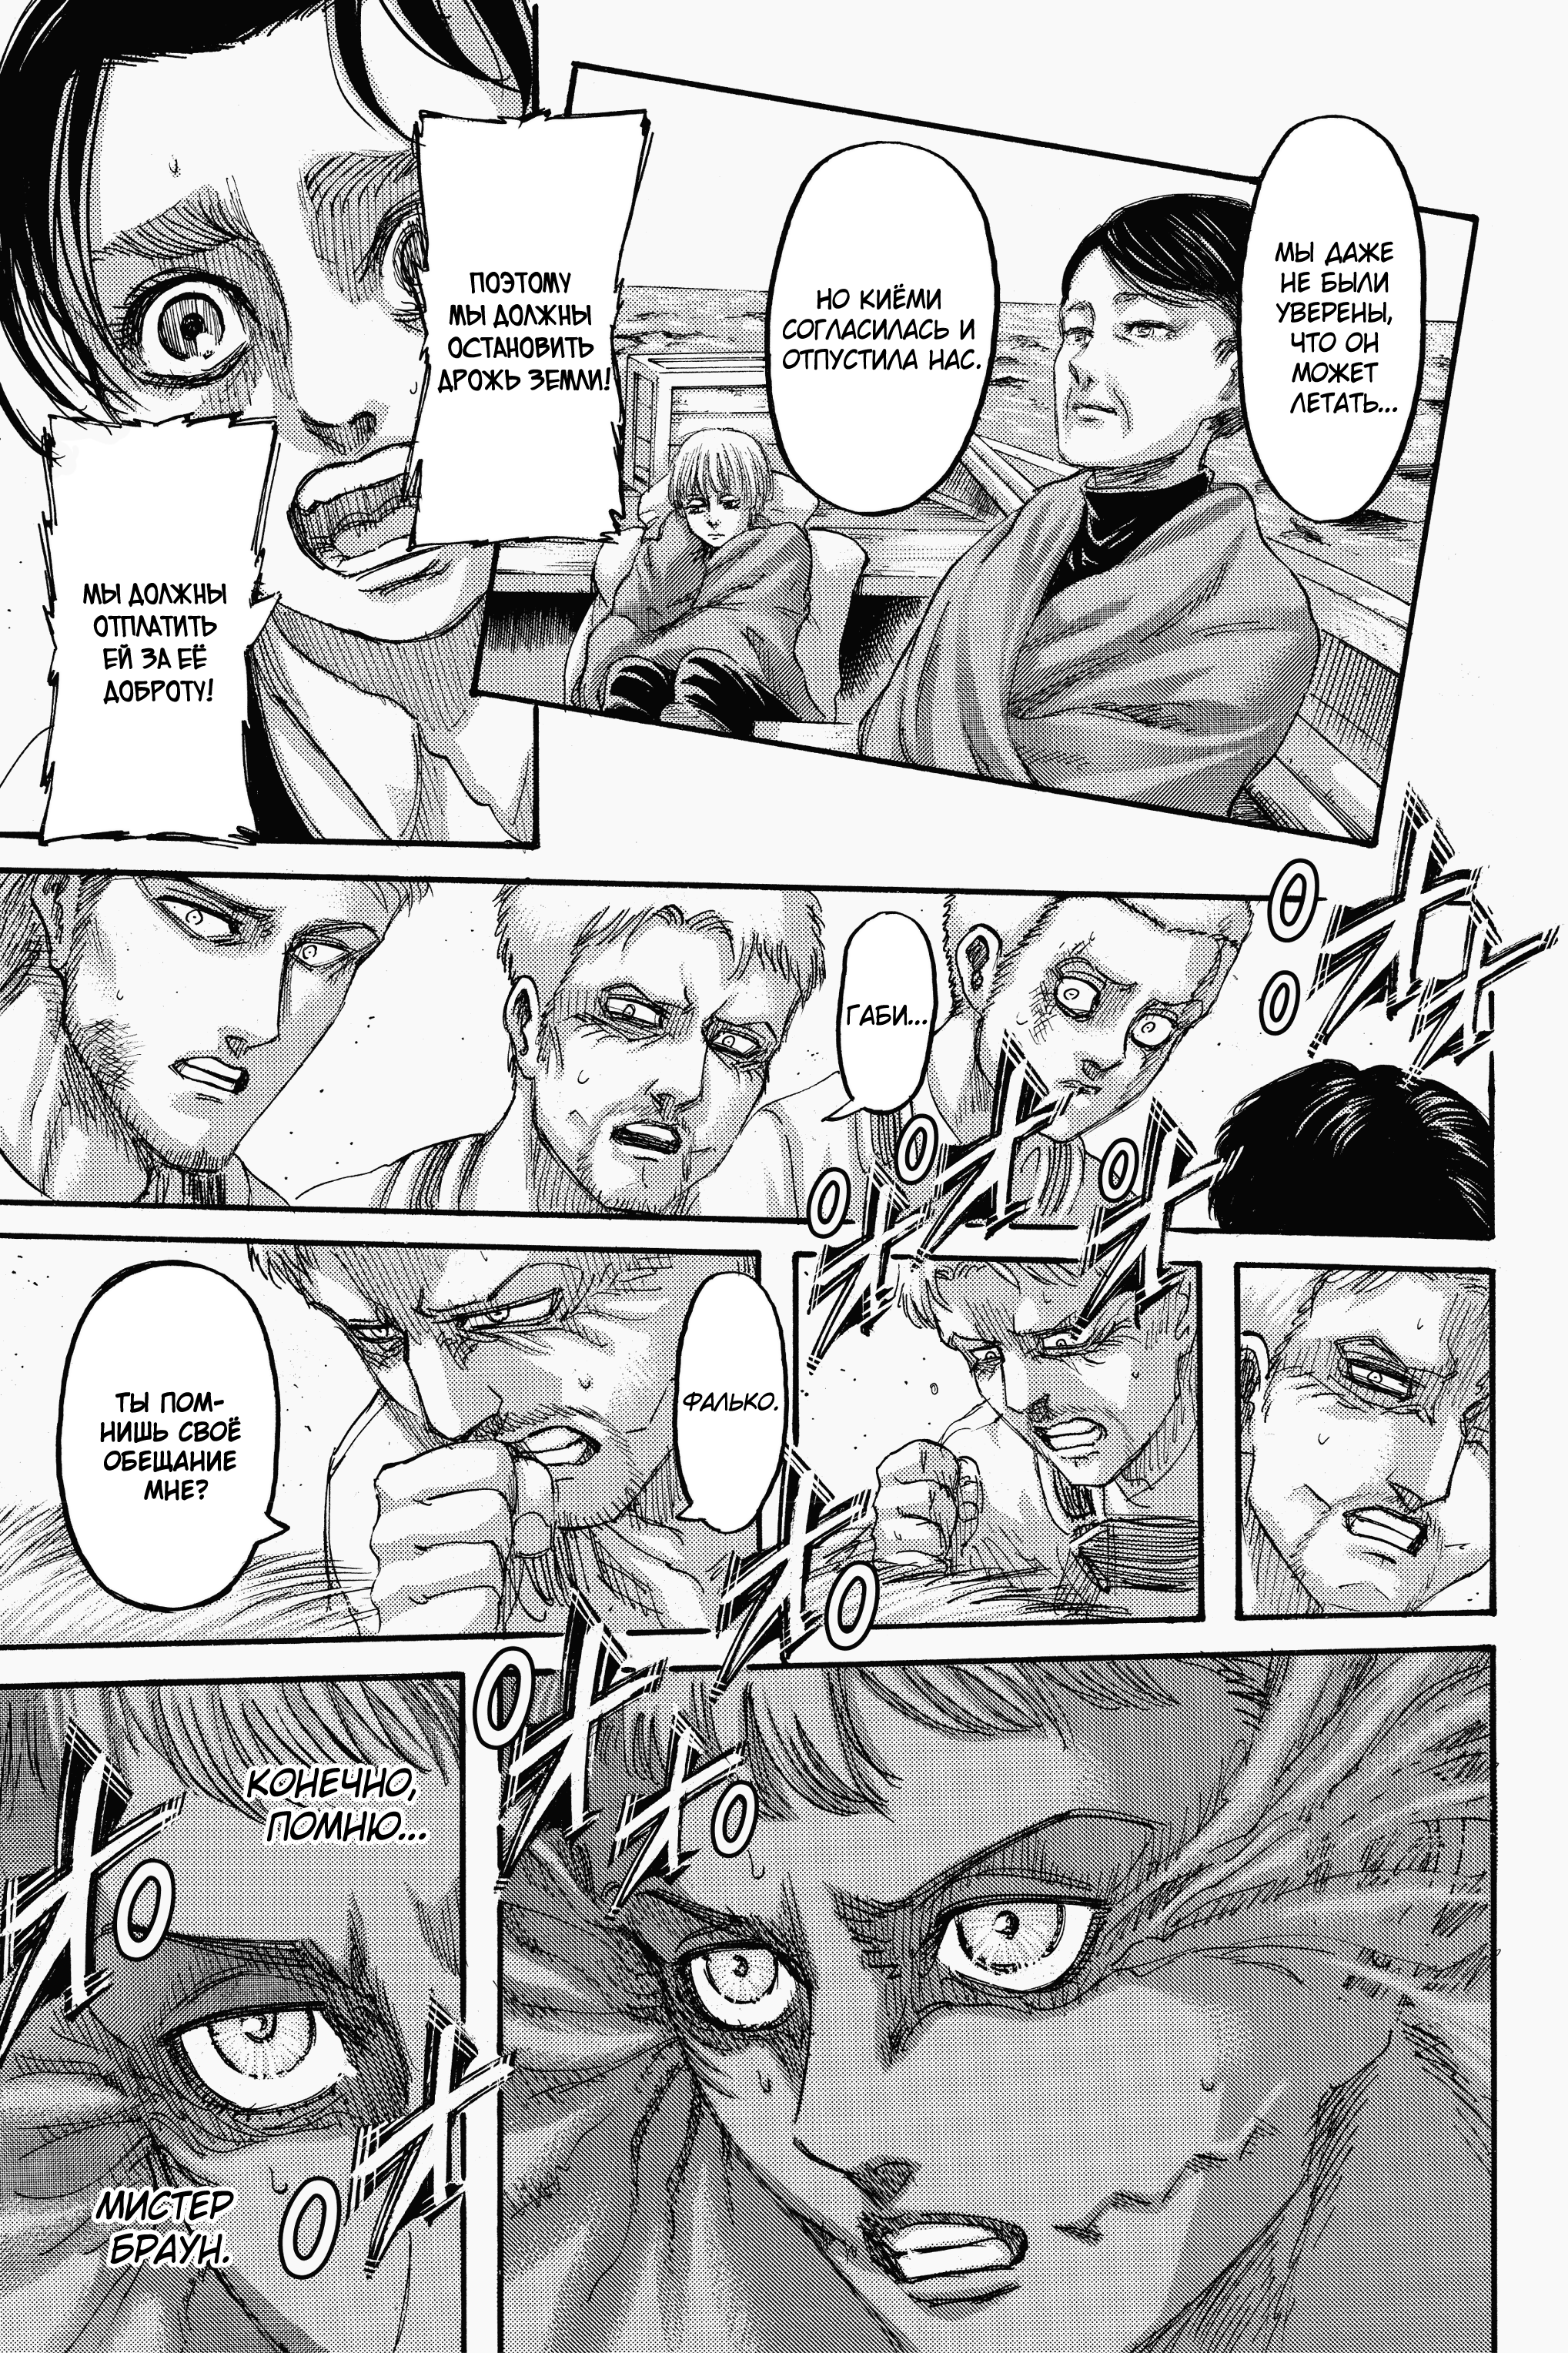 МЫ ДАЖЕ
НЕ БЫЛИ
УВЕРЕНЫ,
ЧТО ОН
МОЖЕТ
ЛЕТАТЬ...
НО КИЁМИ
СОГЛАСИЛАСЬ И
ОТПУСТИЛА НАС.
ПОЭТОМУ
МЫ ДОЛЖНЫ
ОСТАНОВИТЬ
ДРОЖЬ ЗЕМЛИ!
МЫ ДОЛЖНЫ
ОТПЛАТИТЬ
ЕЙ ЗА ЕЁ
ДОБРОТУ!
ГАБИ...
ФАЛЬКО.
ТЫ ПОМ-
НИШЬ СВОЁ
ОБЕЩАНИЕ
МНЕ?
КОНЕЧНО,
ПОМНЮ...
МИСТЕР
БРАУН.